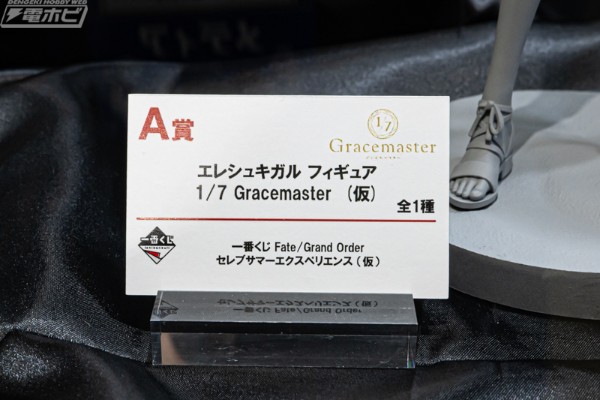 DENGEKI HOBBY WEB
電ホビ
A賞
1/7
Gracemaster
エレシュキガル フィギュア
1/7 Gracemaster （仮）
全1種
一番くじ
一番くじ Fate/Grand Order
セレブサマーエクスペリエンス（仮）